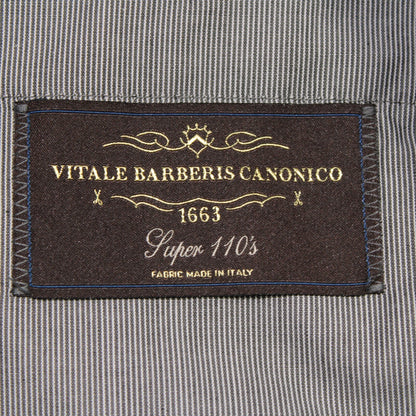 VITALE BARBERIS CANONICO
1663
Super 110's
FABRIC MADE IN ITALY